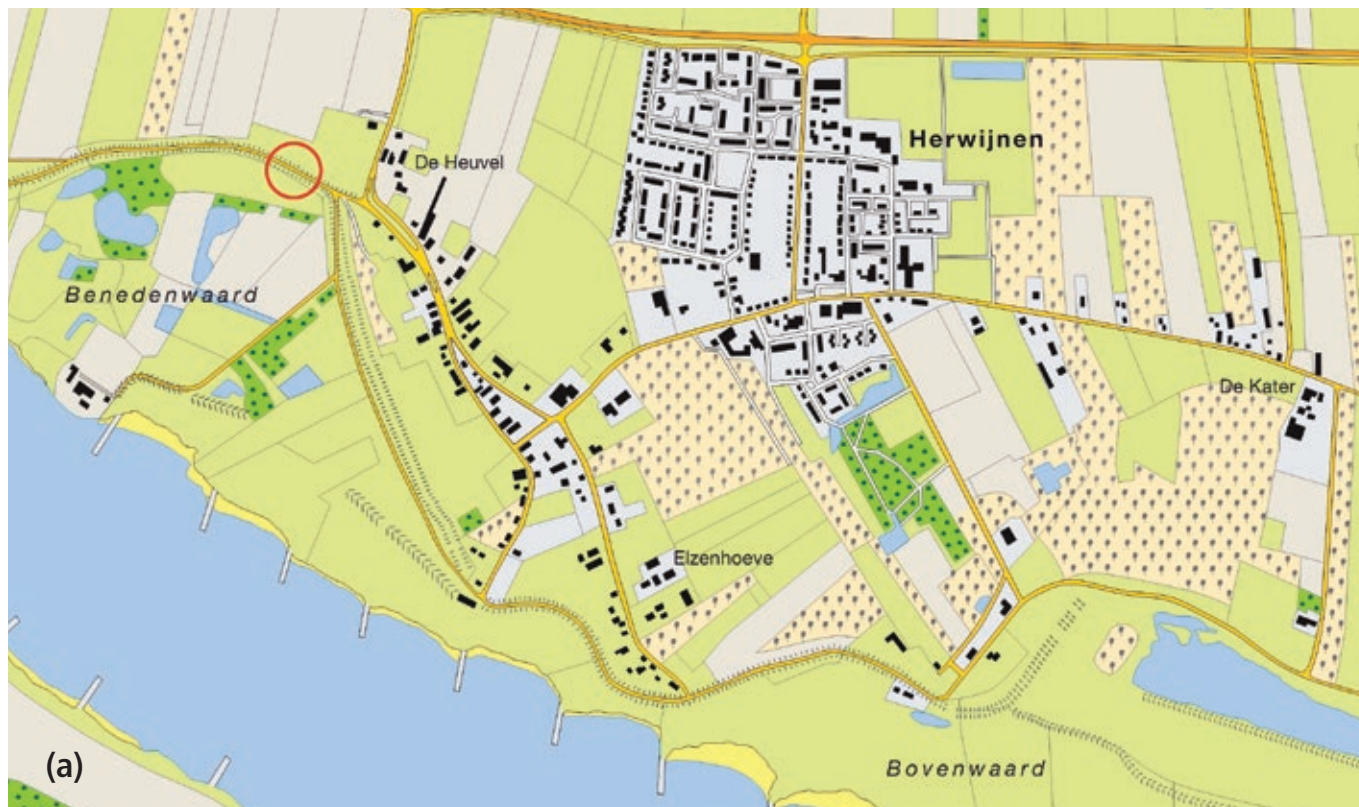 Herwijnen
De Heuvel
Benedenwaard
De Kater
Elzenhoeve
(a)
Bovenwaard